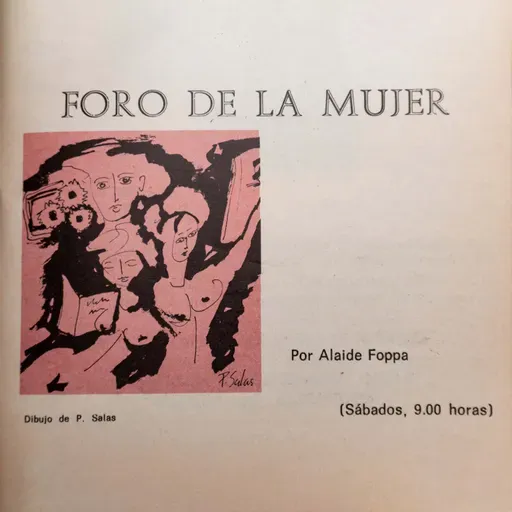 FORO DE LA MUJER
P. Salas
Por Alaide Foppa
(Sábados, 9.00 horas)
Dibujo de P. Salas